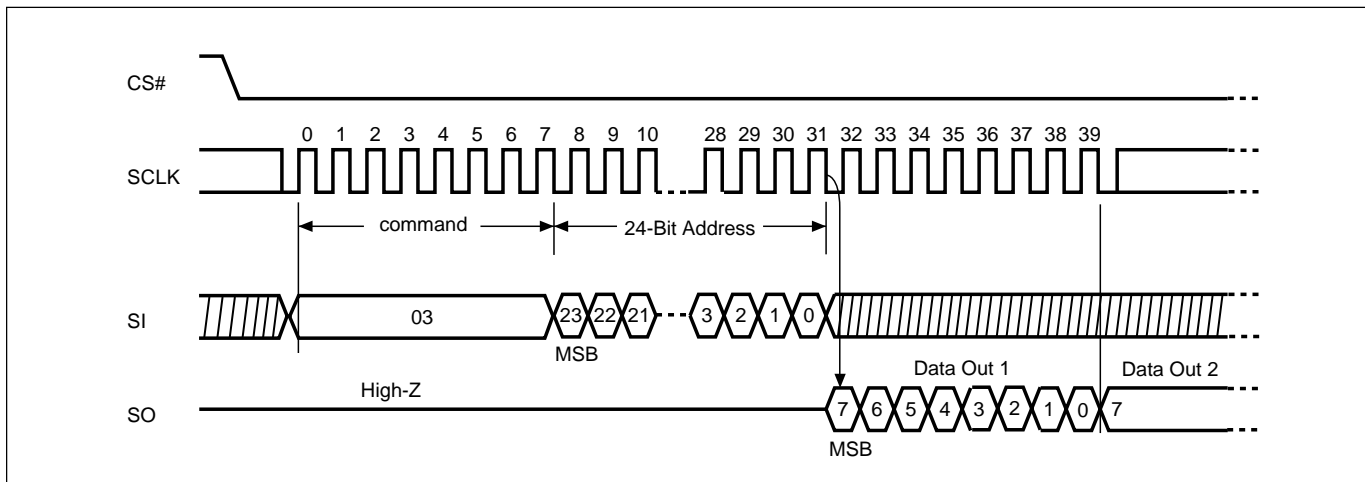 CS#
0 1 2 3 4 5 6 7 8 9 10 28 29 30 31 32 33 34 35 36 37 38 39
SCLK
command 24-Bit Address
SI 03 23 22 21 3 2 1 0
MSB Data Out 1 Data Out 2
High-Z
SO 7 6 5 4 3 2 1 0 7
MSB